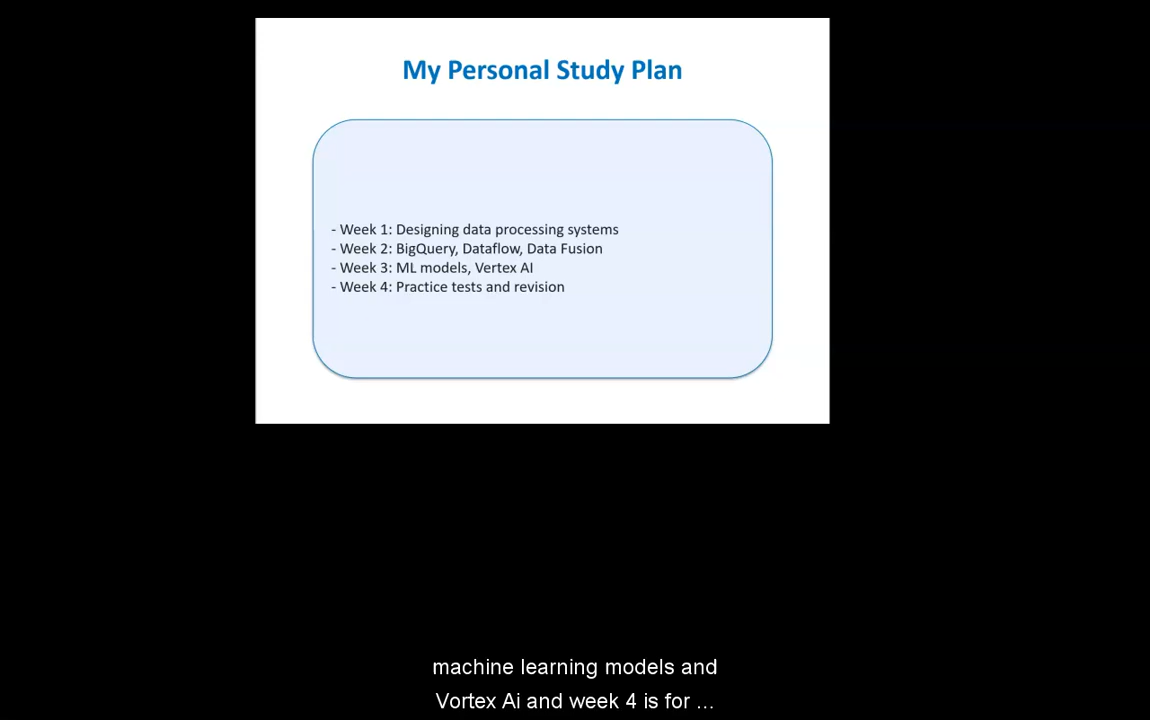 My Personal Study Plan
- Week 1: Designing data processing systems
- Week 2: BigQuery, Dataflow, Data Fusion
- Week 3: ML models, Vertex AI
- Week 4: Practice tests and revision
machine learning models and
Vortex Ai and week 4 is for ...